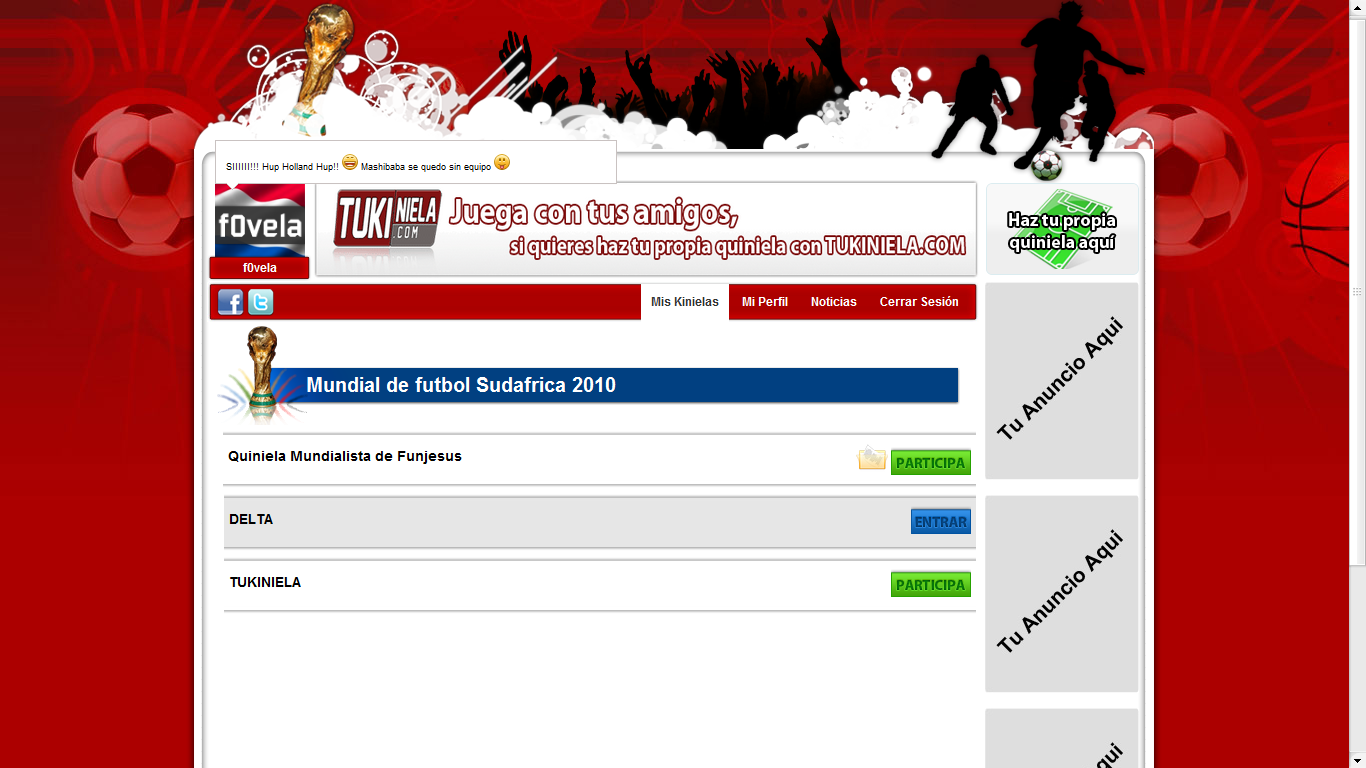 SIIIIII!!! Hup Holland Hup!! Mashibaba se quedo sin equipo
f0vela
f0vela
TUKINIELA
.COM
Juega con tus amigos,
si quieres haz tu propia quiniela con TUKINIELA.COM
Haz tu propia
quiniela aquí
Mis Kinielas Mi Perfil Noticias Cerrar Sesión
Mundial de futbol Sudafrica 2010
Quiniela Mundialista de Funjesus PARTICIPA
DELTA ENTRAR
TUKINIELA PARTICIPA
Tu Anuncio Aqui
Tu Anuncio Aqui
qui